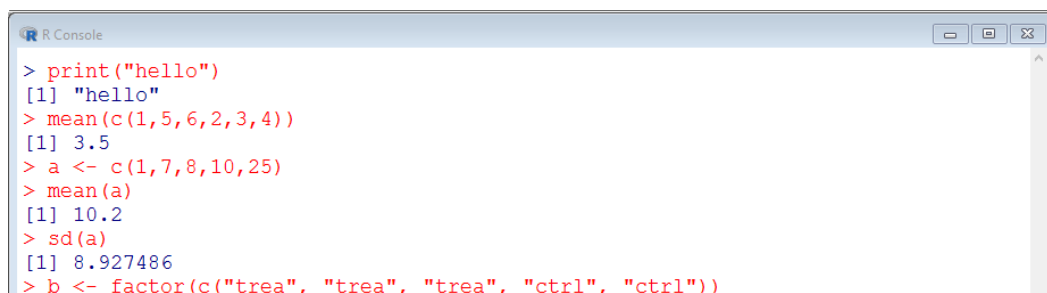 R Console
> print("hello")
[1] "hello"
> mean(c(1,5,6,2,3,4))
[1] 3.5
> a <- c(1,7,8,10,25)
> mean(a)
[1] 10.2
> sd(a)
[1] 8.927486
> b <- factor(c("trea", "trea", "trea", "ctrl", "ctrl"))